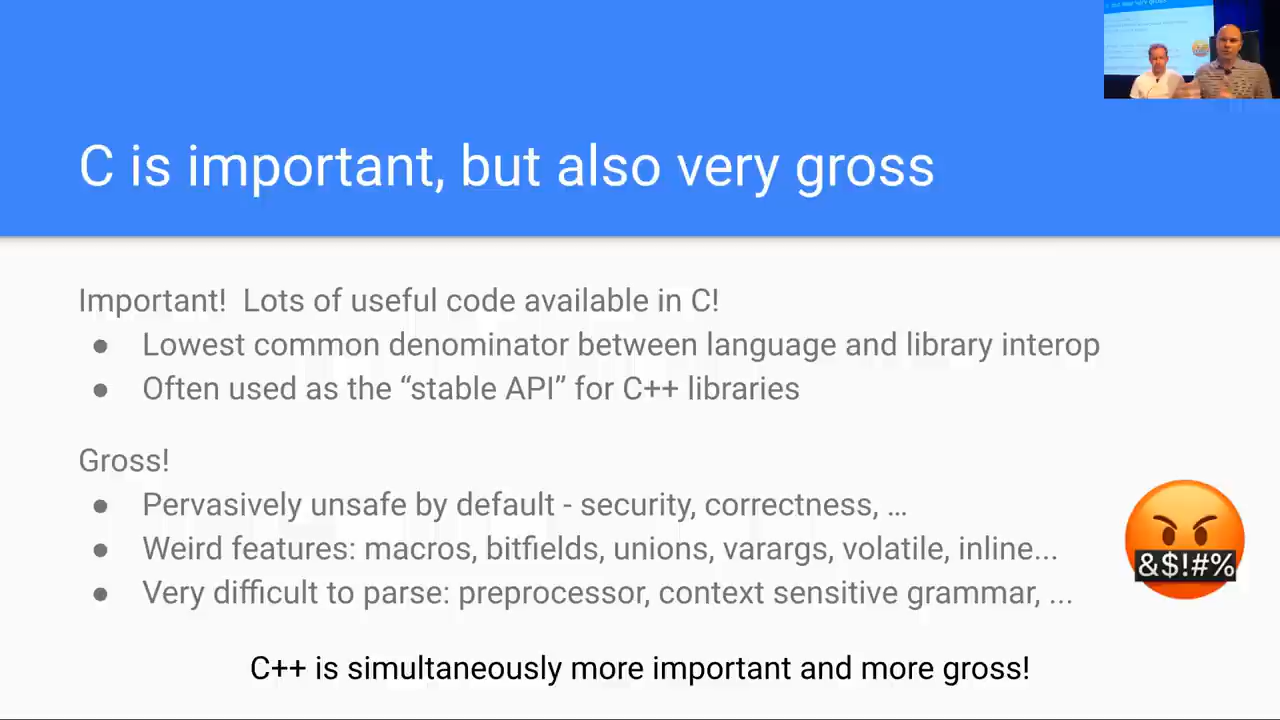 C is important, but also very gross
Important!  Lots of useful code available in C!
● Lowest common denominator between language and library interop
● Often used as the “stable API” for C++ libraries
Gross!
● Pervasively unsafe by default - security, correctness, …
● Weird features: macros, bitfields, unions, varargs, volatile, inline...
● Very difficult to parse: preprocessor, context sensitive grammar, ...
&$!#%
C++ is simultaneously more important and more gross!